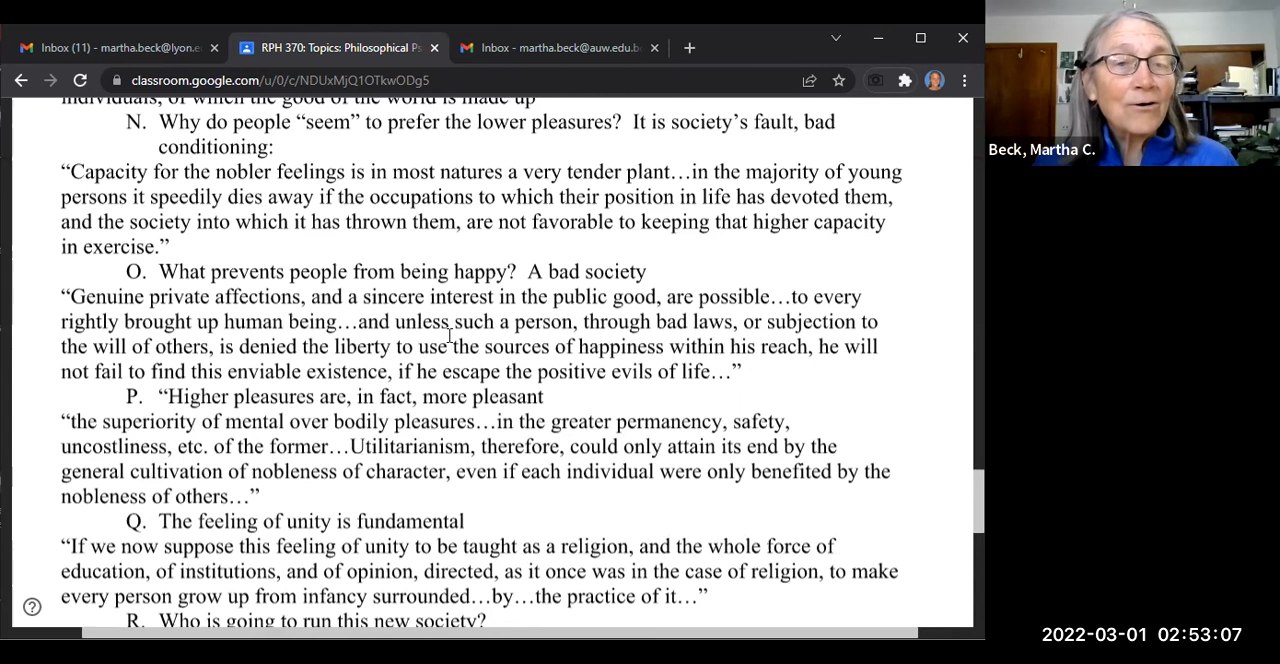 Inbox (11) - martha.beck@lyon.e
RPH 370: Topics: Philosophical Ps
Inbox - martha.beck@auw.edu.b
classroom.google.com/u/0/c/NDUxMjQ1OTkwODg5
Beck, Martha C.
individuals, of which the good of the world is made up
N. Why do people “seem” to prefer the lower pleasures? It is society’s fault, bad
conditioning:
“Capacity for the nobler feelings is in most natures a very tender plant…in the majority of young
persons it speedily dies away if the occupations to which their position in life has devoted them,
and the society into which it has thrown them, are not favorable to keeping that higher capacity
in exercise.”
O. What prevents people from being happy? A bad society
“Genuine private affections, and a sincere interest in the public good, are possible…to every
rightly brought up human being…and unless such a person, through bad laws, or subjection to
the will of others, is denied the liberty to use the sources of happiness within his reach, he will
not fail to find this enviable existence, if he escape the positive evils of life…”
P. “Higher pleasures are, in fact, more pleasant
“the superiority of mental over bodily pleasures…in the greater permanency, safety,
uncostliness, etc. of the former…Utilitarianism, therefore, could only attain its end by the
general cultivation of nobleness of character, even if each individual were only benefited by the
nobleness of others…”
Q. The feeling of unity is fundamental
“If we now suppose this feeling of unity to be taught as a religion, and the whole force of
education, of institutions, and of opinion, directed, as it once was in the case of religion, to make
every person grow up from infancy surrounded…by…the practice of it…”
R. Who is going to run this new society?
2022-03-01 02:53:07